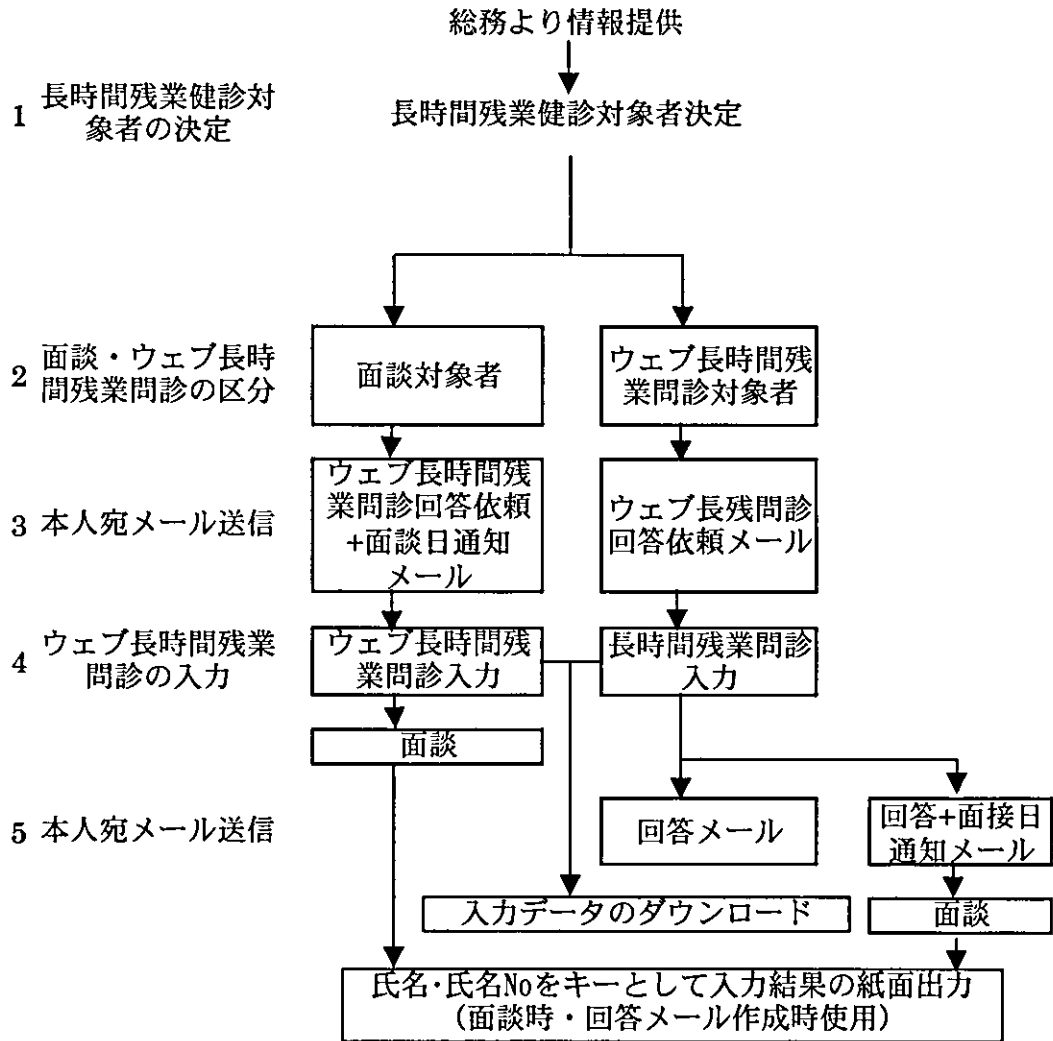 総務より情報提供
1 長時間残業健診対
象者の決定
長時間残業健診対象者決定
2 面談・ウェブ長時
間残業問診の区分
面談対象者
ウェブ長時間残
業問診対象者
3 本人宛メール送信
ウェブ長時間残
業問診回答依頼
+面談日通知
メール
ウェブ長残問診
回答依頼メール
4 ウェブ長時間残業
問診の入力
ウェブ長時間残
業問診入力
長時間残業問診
入力
面談
5 本人宛メール送信
回答メール
回答+面接日
通知メール
入力データのダウンロード
面談
氏名・氏名Noをキーとして入力結果の紙面出力
(面談時・回答メール作成時使用)